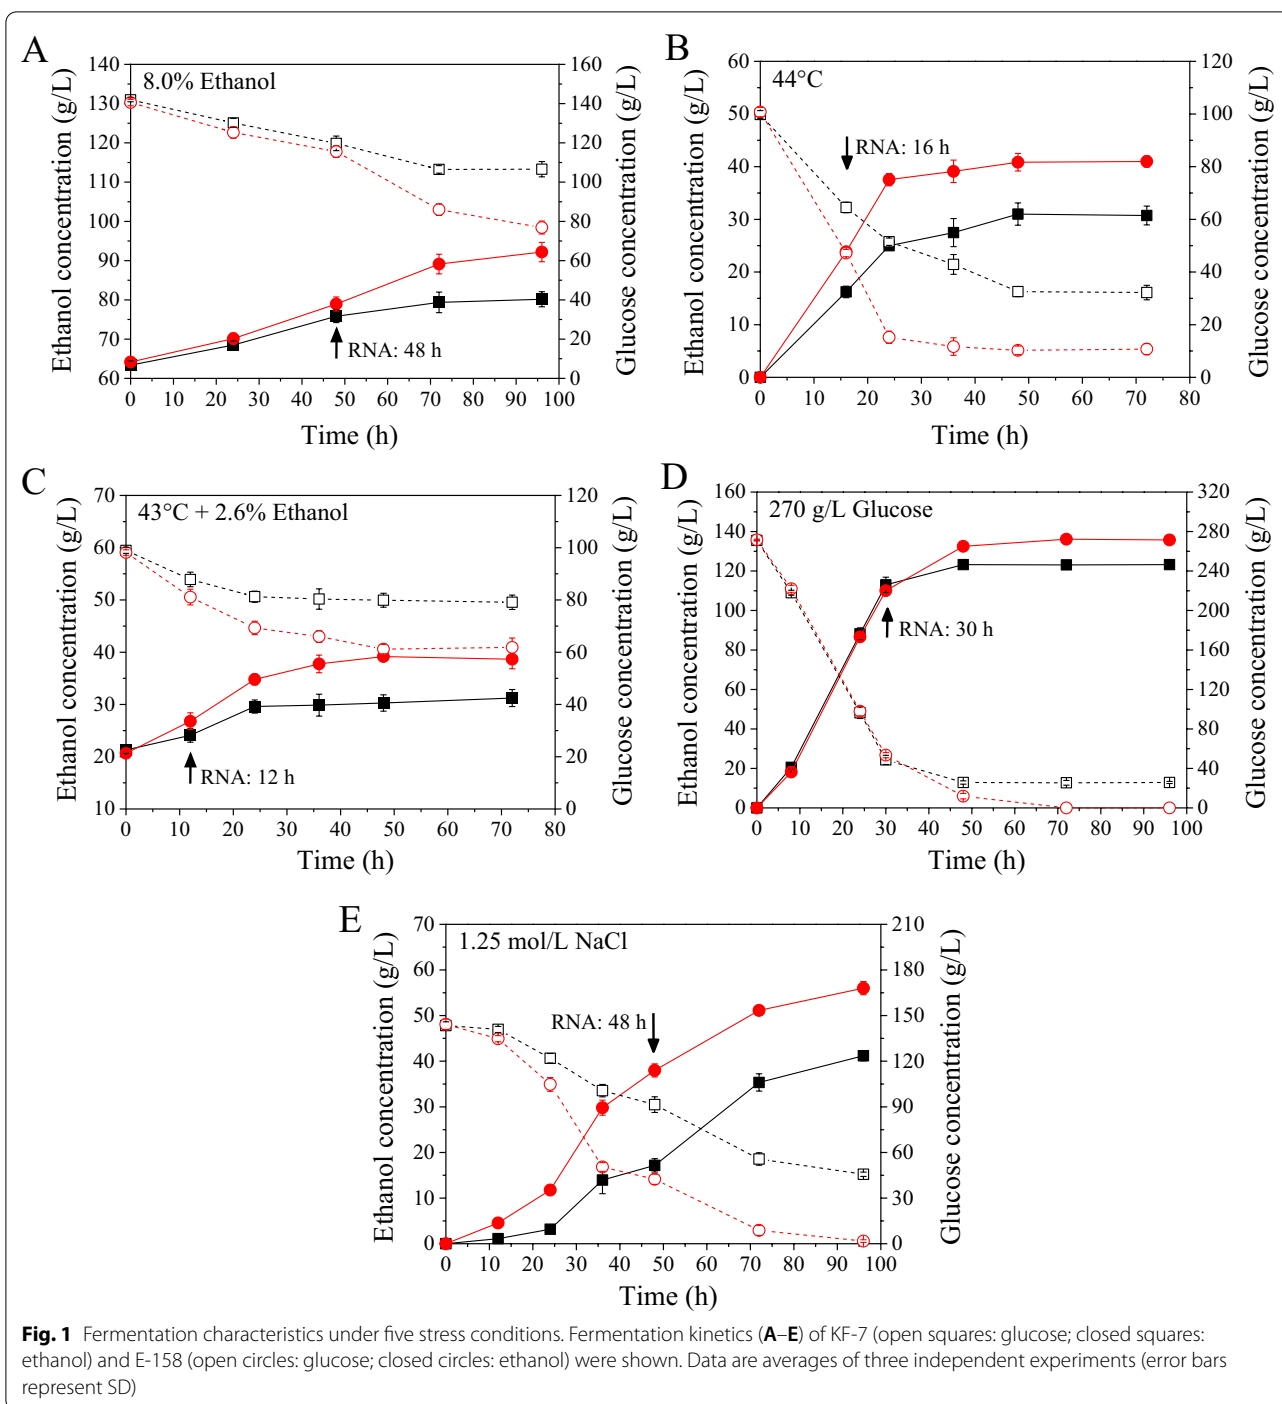 A
8.0% Ethanol
Ethanol concentration (g/L)
140
130
120
110
100
90
80
70
60
Glucose concentration (g/L)
160
140
120
100
80
60
40
20
0
RNA: 48 h
0 10 20 30 40 50 60 70 80 90 100
Time (h)
B
44°C
Ethanol concentration (g/L)
60
50
40
30
20
10
0
Glucose concentration (g/L)
120
100
80
60
40
20
0
RNA: 16 h
0 10 20 30 40 50 60 70 80
Time (h)
C
43°C + 2.6% Ethanol
Ethanol concentration (g/L)
70
60
50
40
30
20
10
Glucose concentration (g/L)
120
100
80
60
40
20
0
RNA: 12 h
0 10 20 30 40 50 60 70 80
Time (h)
D
270 g/L Glucose
Ethanol concentration (g/L)
160
140
120
100
80
60
40
20
0
Glucose concentration (g/L)
320
280
240
200
160
120
80
40
0
RNA: 30 h
0 10 20 30 40 50 60 70 80 90 100
Time (h)
E
1.25 mol/L NaCl
Ethanol concentration (g/L)
70
60
50
40
30
20
10
0
Glucose concentration (g/L)
210
180
150
120
90
60
30
0
RNA: 48 h
0 10 20 30 40 50 60 70 80 90 100
Time (h)
Fig. 1 Fermentation characteristics under five stress conditions. Fermentation kinetics (A–E) of KF-7 (open squares: glucose; closed squares:
ethanol) and E-158 (open circles: glucose; closed circles: ethanol) were shown. Data are averages of three independent experiments (error bars
represent SD)